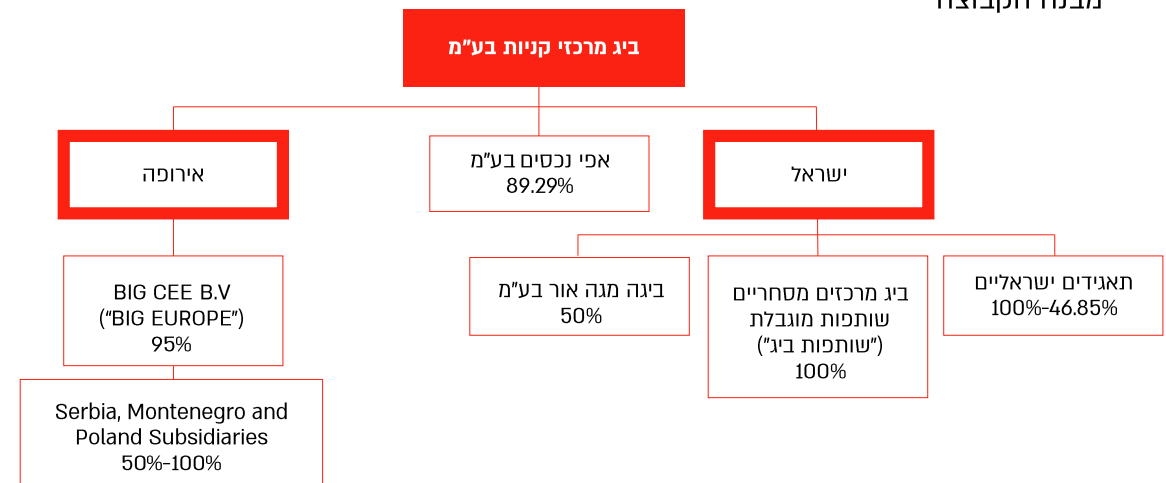 מבנה הקבוצה
ביג מרכזי קניות בע"מ
ישראל
אפי נכסים בע"מ
89.29%
אירופה
תאגידים ישראליים
100%-46.85%
ביג מרכזים מסחריים
שותפות מוגבלת
("שותפות ביג")
100%
ביגה מגה אור בע"מ
50%
BIG CEE B.V
("BIG EUROPE")
95%
Serbia, Montenegro and
Poland Subsidiaries
50%-100%